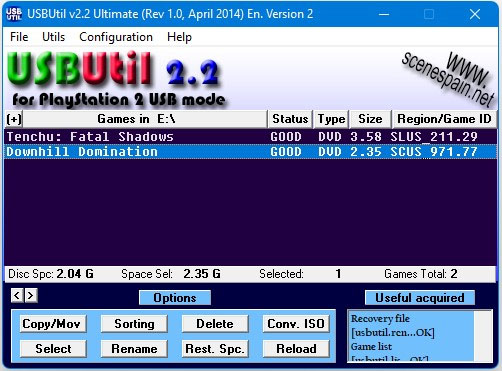 USB UTIL USBUtil v2.2 Ultimate (Rev 1.0, April 2014) En. Version 2
File Utils Configuration Help
USBUtil 2.2
for PlayStation 2 USB mode
www.
scenespain.net
(+) Games in E:\ Status Type Size Region/Game ID
Tenchu: Fatal Shadows GOOD DVD 3.58 SLUS_211.29
Downhill Domination GOOD DVD 2.35 SCUS_971.77
Disc Spc: 2.04 G Space Sel: 2.35 G Selected: 1 Games Total: 2
< > Options Useful acquired
Copy/Mov Sorting Delete Conv. ISO
Select Rename Rest. Spc. Reload
Recovery file
[usbutil.rcn...OK]
Game list
[usbutil.lis...OK]